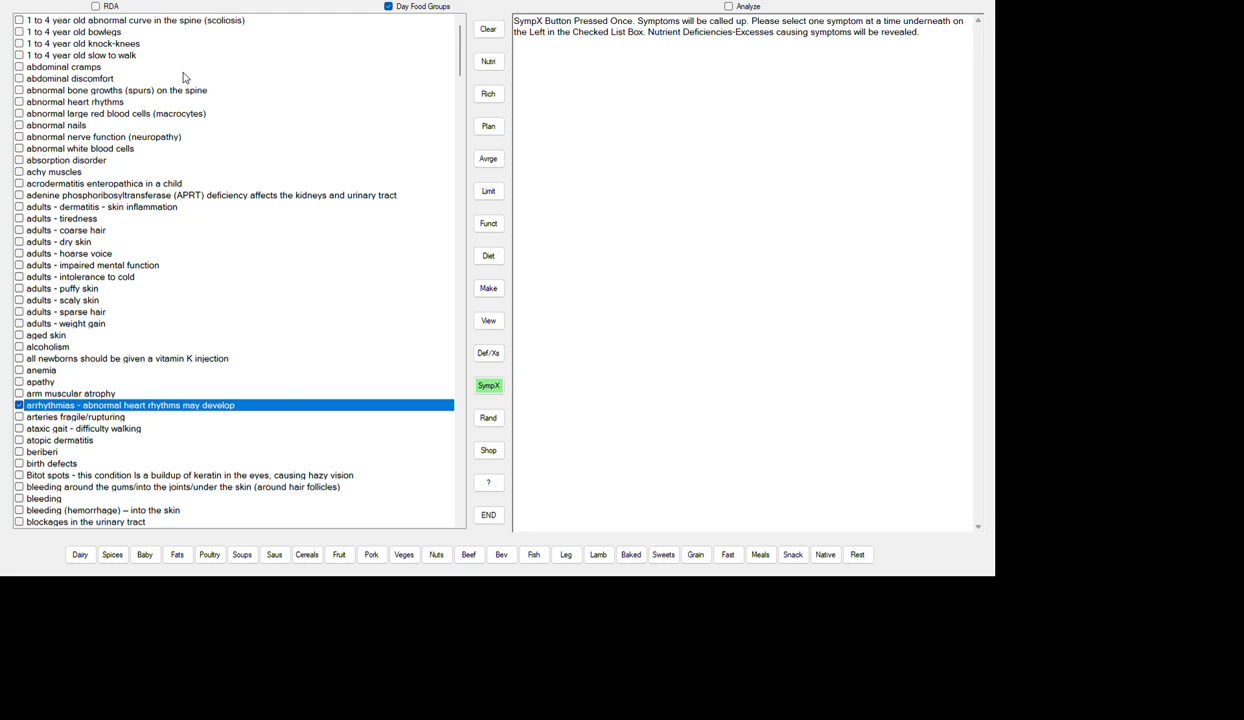 RDA
Day Food Groups
Analyze
1 to 4 year old abnormal curve in the spine (scoliosis)
1 to 4 year old bowlegs
1 to 4 year old knock-knees
1 to 4 year old slow to walk
abdominal cramps
abdominal discomfort
abnormal bone growths (spurs) on the spine
abnormal heart rhythms
abnormal large red blood cells (macrocytes)
abnormal nails
abnormal nerve function (neuropathy)
abnormal white blood cells
absorption disorder
achy muscles
acrodermatitis enteropathica in a child
adenine phosphoribosyltransferase (APRT) deficiency affects the kidneys and urinary tract
adults - dermatitis - skin inflammation
adults - tiredness
adults - coarse hair
adults - dry skin
adults - hoarse voice
adults - impaired mental function
adults - intolerance to cold
adults - puffy skin
adults - scaly skin
adults - sparse hair
adults - weight gain
aged skin
alcoholism
all newborns should be given a vitamin K injection
anemia
apathy
arm muscular atrophy
arrhythmias - abnormal heart rhythms may develop
arteries fragile/rupturing
ataxic gait - difficulty walking
atopic dermatitis
beriberi
birth defects
Bitot spots - this condition Is a buildup of keratin in the eyes, causing hazy vision
bleeding around the gums/into the joints/under the skin (around hair follicles)
bleeding
bleeding (hemorrhage) – into the skin
blockages in the urinary tract
Clear
Nutri
Rich
Plan
Avrge
Limit
Funct
Diet
Make
View
Def/Xs
SympX
Rand
Shop
?
END
SympX Button Pressed Once. Symptoms will be called up. Please select one symptom at a time underneath on
the Left in the Checked List Box. Nutrient Deficiencies-Excesses causing symptoms will be revealed.
Dairy Spices Baby Fats Poultry Soups Saus Cereals Fruit Pork Veges Nuts Beef Bev Fish Leg Lamb Baked Sweets Grain Fast Meals Snack Native Rest